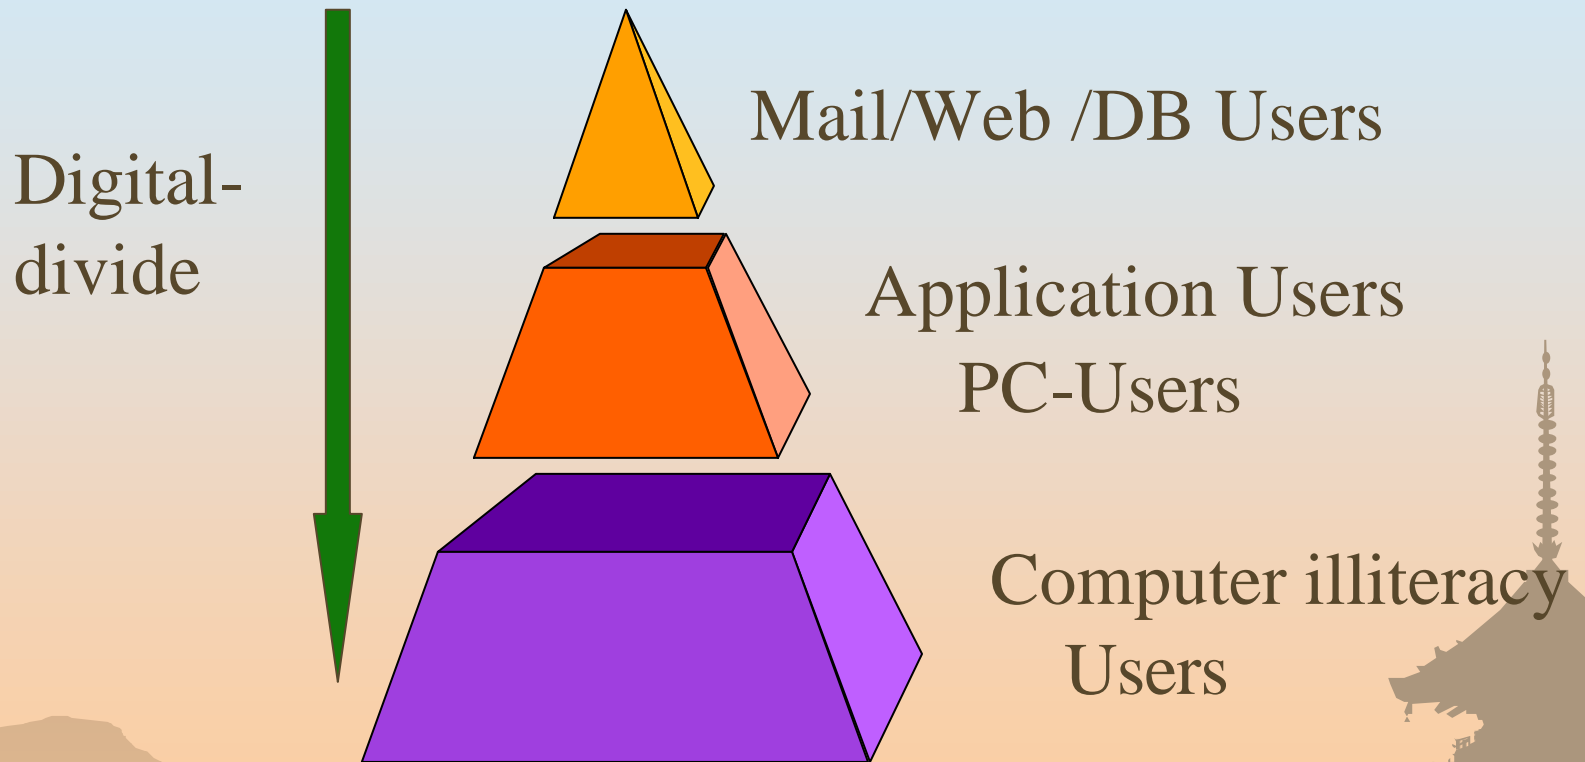 Mail/Web /DB Users
Digital-
divide
Application Users
PC-Users
Computer illiteracy
Users